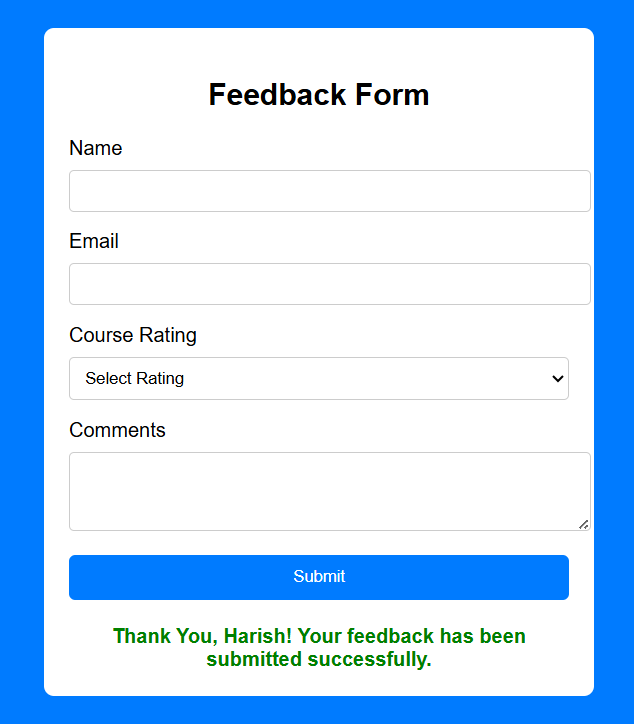 Feedback Form
Name
Email
Course Rating
Select Rating
Comments
Submit
Thank You, Harish! Your feedback has been
submitted successfully.